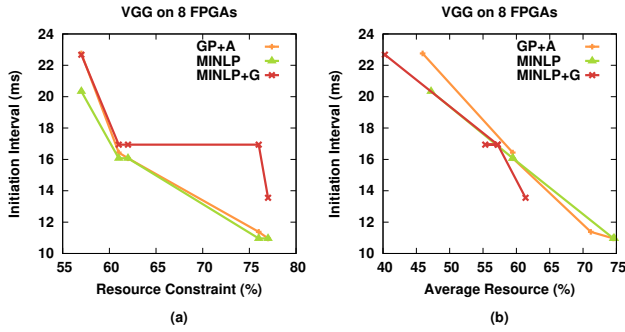 VGG on 8 FPGAs
24
22
20
18
16
14
12
10
Initiation Interval (ms)
GP+A
MINLP
MINLP+G
55 60 65 70 75 80
Resource Constraint (%)
(a)
VGG on 8 FPGAs
24
22
20
18
16
14
12
10
Initiation Interval (ms)
GP+A
MINLP
MINLP+G
40 45 50 55 60 65 70 75
Average Resource (%)
(b)